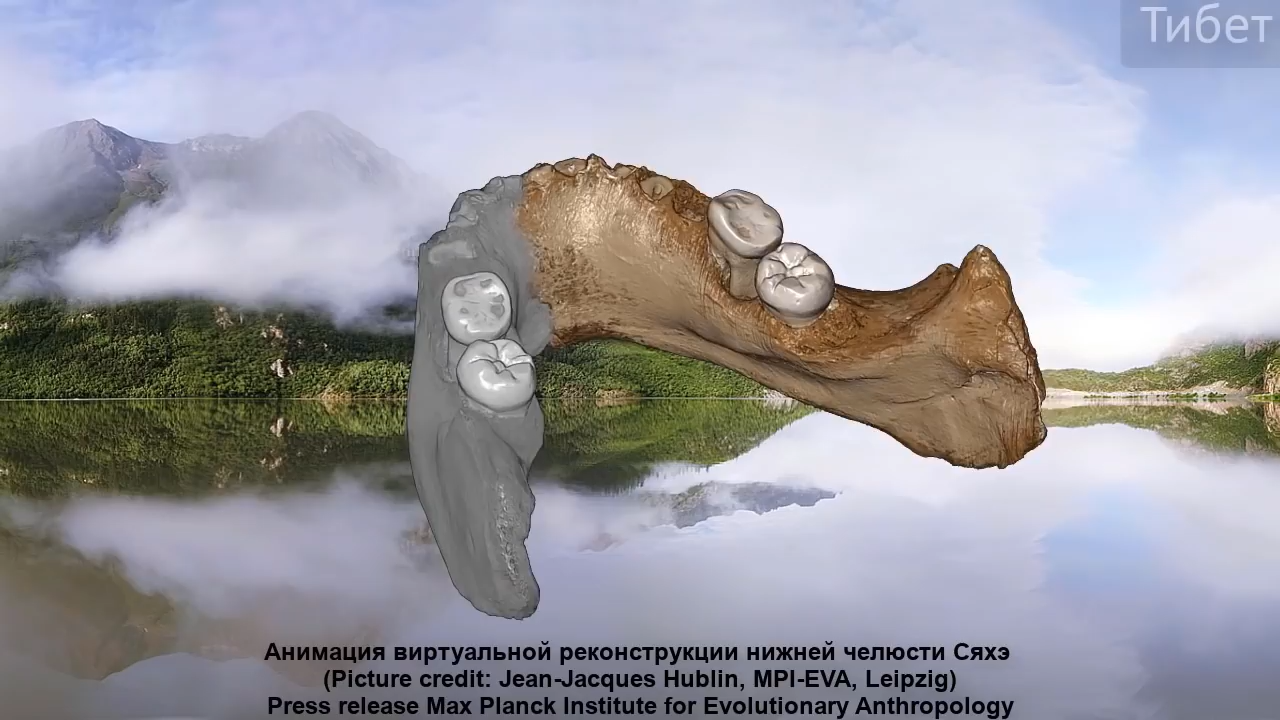 Тибет
Анимация виртуальной реконструкции нижней челюсти Сяхэ
(Picture credit: Jean-Jacques Hublin, MPI-EVA, Leipzig)
Press release Max Planck Institute for Evolutionary Anthropology